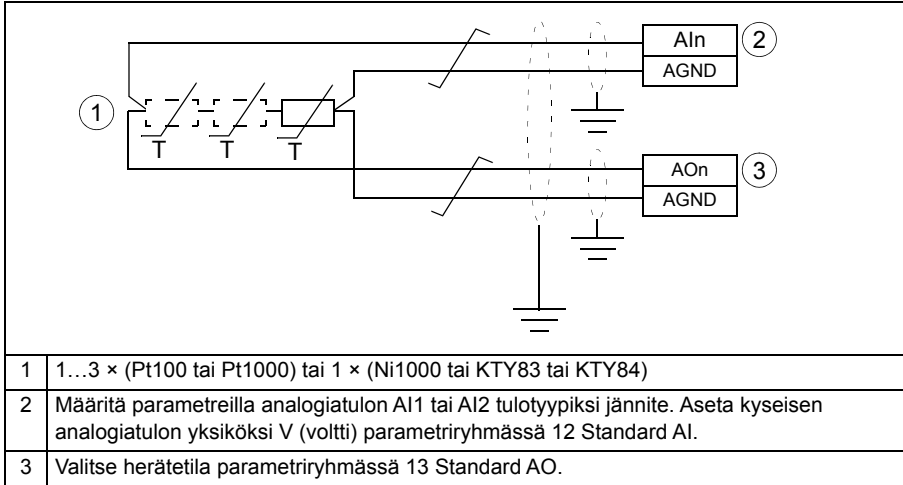 AIn
2
AGND
1
T
T
T
AOn
3
AGND
1 1…3 × (Pt100 tai Pt1000) tai 1 × (Ni1000 tai KTY83 tai KTY84)
2 Määritä parametreilla analogiatulon AI1 tai AI2 tulotyypiksi jännite. Aseta kyseisen
analogiatulon yksiköksi V (voltti) parametriryhmässä 12 Standard AI.
3 Valitse herätetila parametriryhmässä 13 Standard AO.